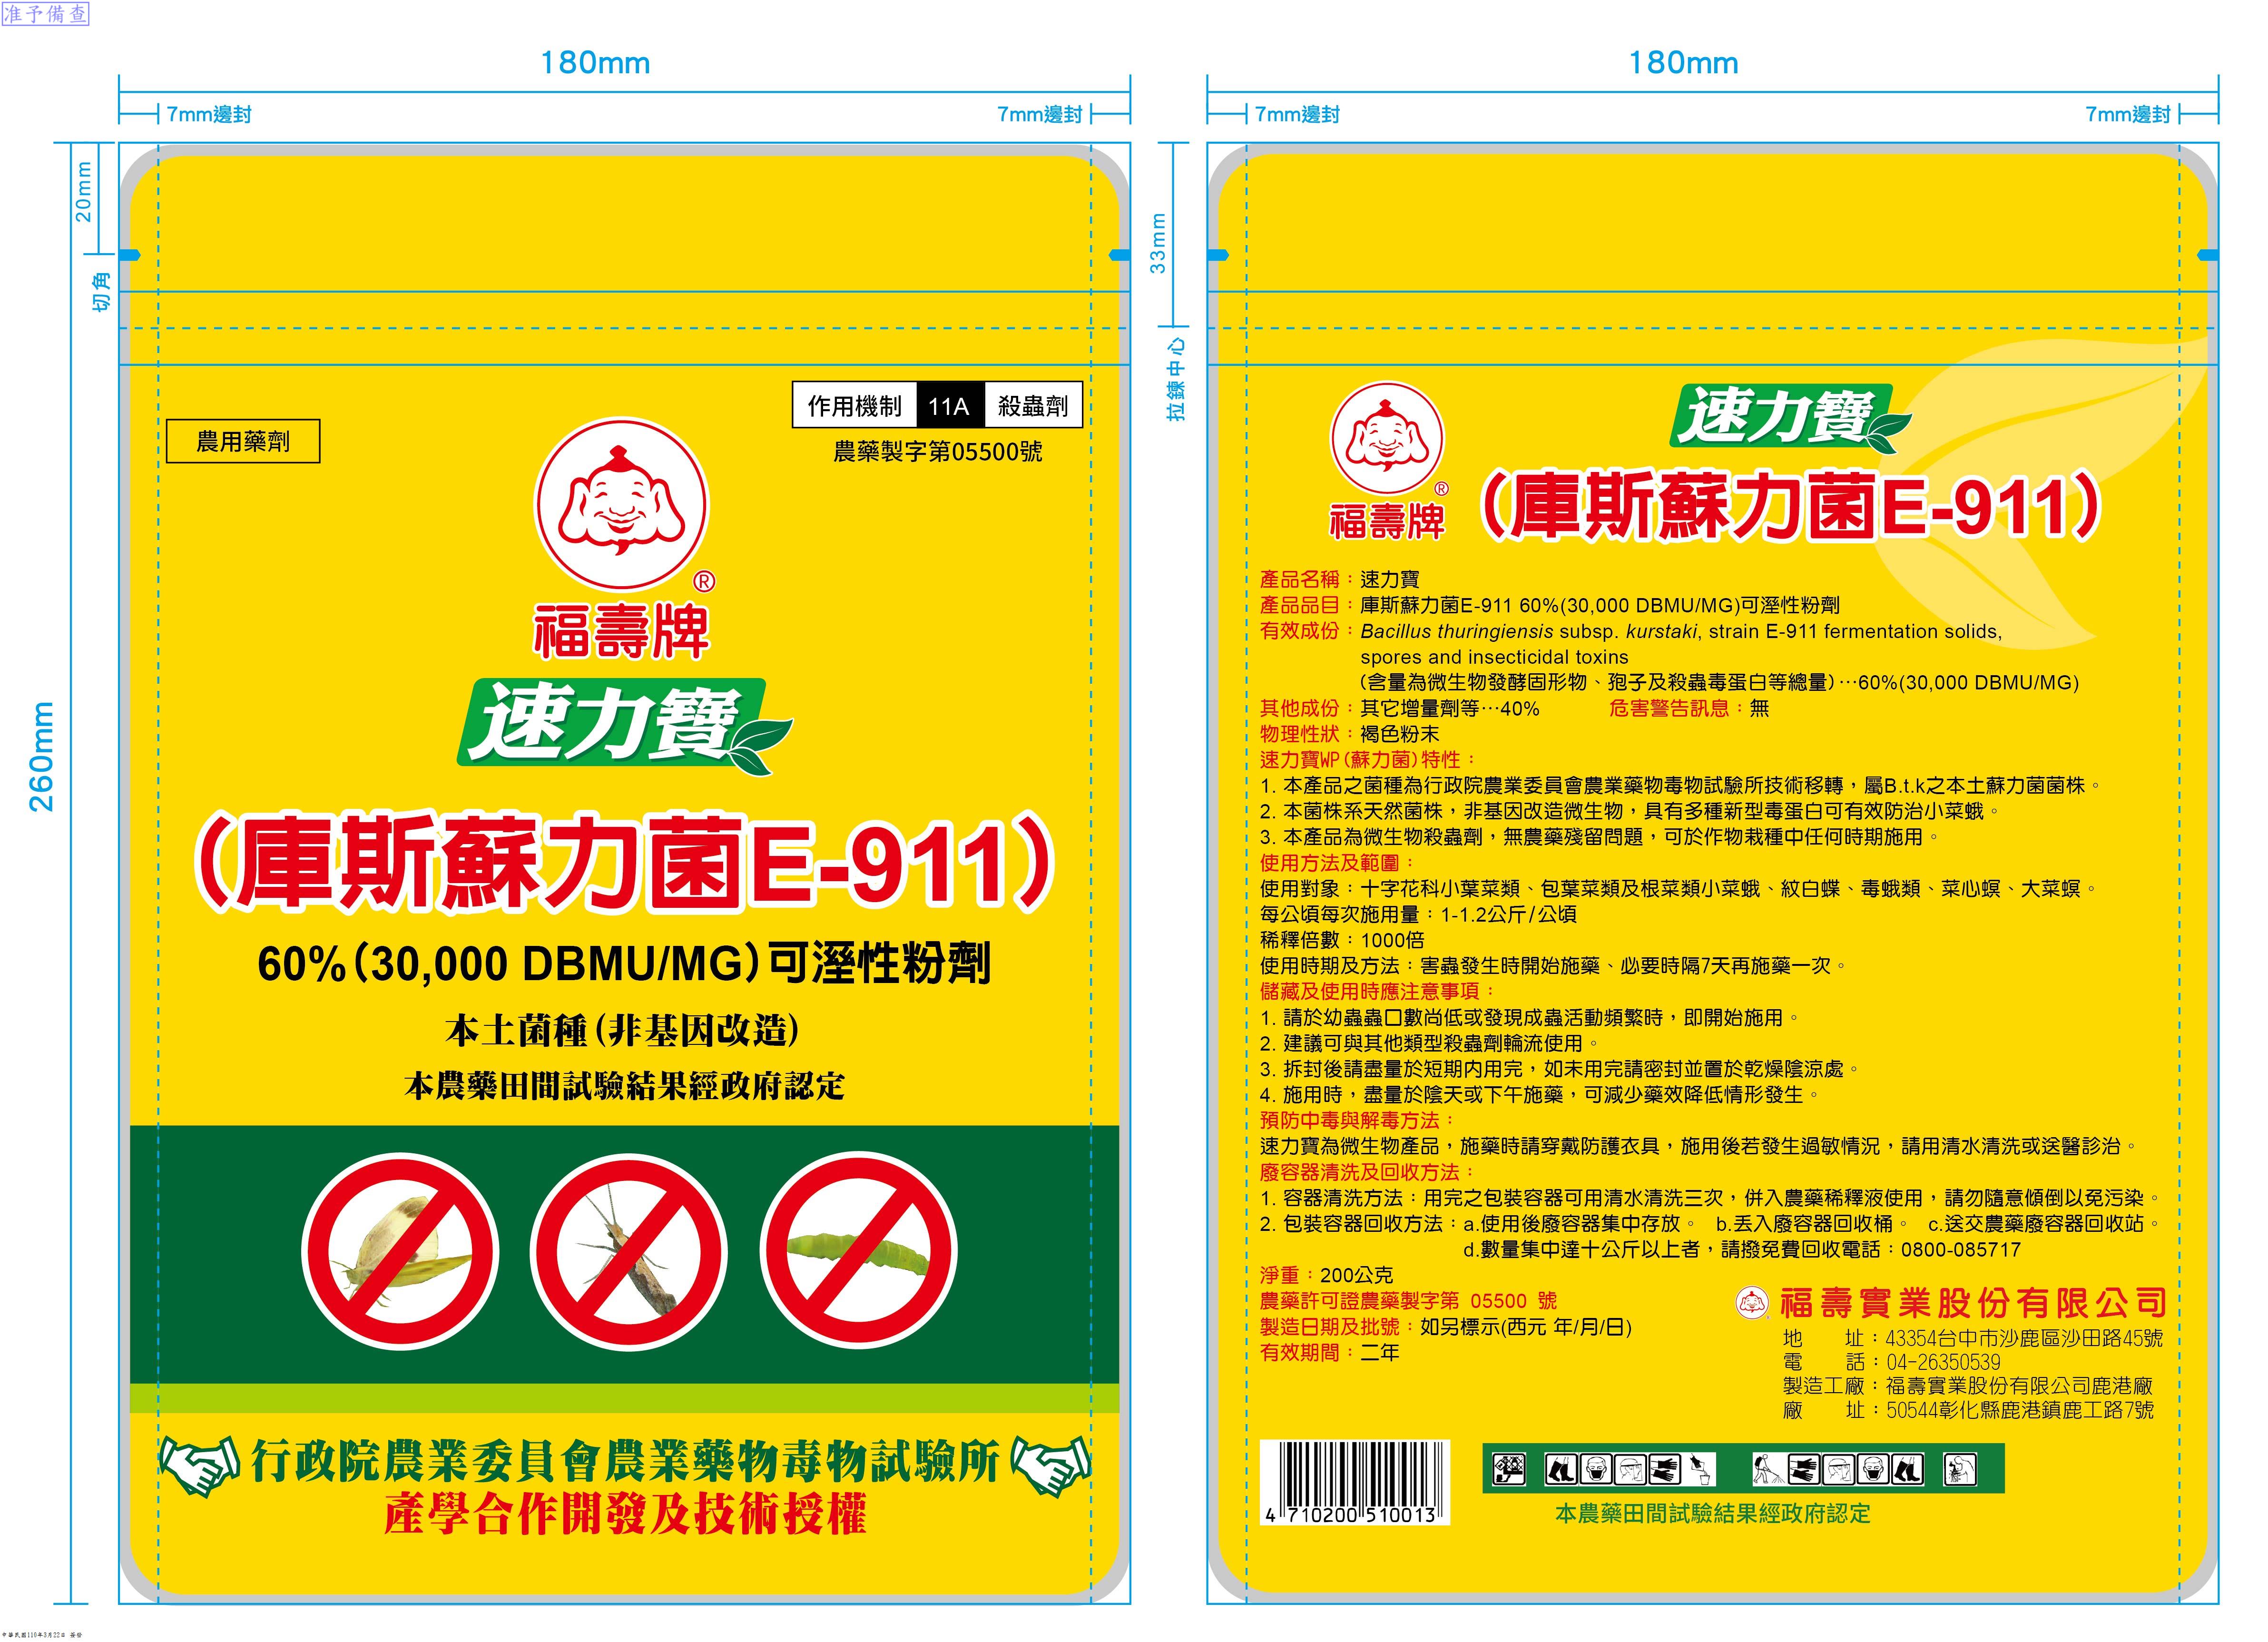 准予備查
180mm
7mm邊封
7mm邊封
20mm
切角
260mm
農用藥劑
作用機制 11A 殺蟲劑
農藥製字第05500號
®
福壽牌
速力寶
(庫斯蘇力菌E-911)
60%(30,000 DBMU/MG)可溼性粉劑
本土菌種(非基因改造)
本農藥田間試驗結果經政府認定
行政院農業委員會農業藥物毒物試驗所
產學合作開發及技術授權
180mm
7mm邊封
7mm邊封
33mm
拉鍊中心
®
福壽牌
速力寶
(庫斯蘇力菌E-911)
產品名稱：速力寶
產品品目：庫斯蘇力菌E-911 60%(30,000 DBMU/MG)可溼性粉劑
有效成份：Bacillus thuringiensis subsp. kurstaki, strain E-911 fermentation solids,
spores and insecticidal toxins
(含量為微生物發酵固形物、孢子及殺蟲毒蛋白等總量)…60%(30,000 DBMU/MG)
其他成份：其它增量劑等…40% 危害警告訊息：無
物理性狀：褐色粉末
速力寶WP(蘇力菌)特性：
1. 本產品之菌種為行政院農業委員會農業藥物毒物試驗所技術移轉，屬B.t.k之本土蘇力菌菌株。
2. 本菌株系天然菌株，非基因改造微生物，具有多種新型毒蛋白可有效防治小菜蛾。
3. 本產品為微生物殺蟲劑，無農藥殘留問題，可於作物栽種中任何時期施用。
使用方法及範圍：
使用對象：十字花科小葉菜類、包葉菜類及根菜類小菜蛾、紋白蝶、毒蛾類、菜心螟、大菜螟。
每公頃每次施用量：1-1.2公斤/公頃
稀釋倍數：1000倍
使用時期及方法：害蟲發生時開始施藥、必要時隔7天再施藥一次。
儲藏及使用時應注意事項：
1. 請於幼蟲蟲口數尚低或發現成蟲活動頻繁時，即開始施用。
2. 建議可與其他類型殺蟲劑輪流使用。
3. 拆封後請盡量於短期內用完，如未用完請密封並置於乾燥陰涼處。
4. 施用時，盡量於陰天或下午施藥，可減少藥效降低情形發生。
預防中毒與解毒方法：
速力寶為微生物產品，施藥時請穿戴防護衣具，施用後若發生過敏情況，請用清水清洗或送醫診治。
廢容器清洗及回收方法：
1. 容器清洗方法：用完之包裝容器可用清水清洗三次，併入農藥稀釋液使用，請勿隨意傾倒以免污染。
2. 包裝容器回收方法：a.使用後廢容器集中存放。 b.丟入廢容器回收桶。 c.送交農藥廢容器回收站。
d.數量集中達十公斤以上者，請撥免費回收電話：0800-085717
淨重：200公克
農藥許可證農藥製字第 05500 號
製造日期及批號：如另標示(西元 年/月/日)
有效期間：二年
福壽實業股份有限公司
地 址：43354台中市沙鹿區沙田路45號
電 話：04-26350539
製造工廠：福壽實業股份有限公司鹿港廠
廠 址：50544彰化縣鹿港鎮鹿工路7號
4 710200 510013
本農藥田間試驗結果經政府認定
中華民國110年3月22日